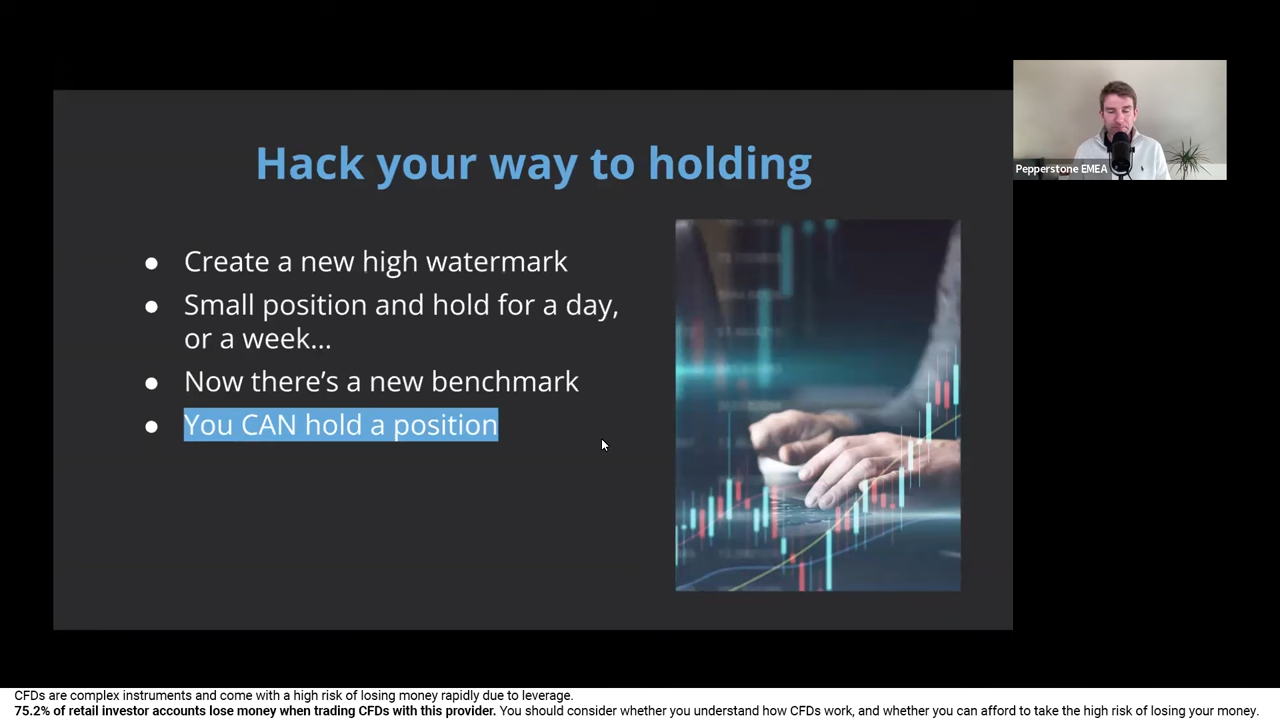 Hack your way to holding
● Create a new high watermark
● Small position and hold for a day,
or a week...
● Now there's a new benchmark
● You CAN hold a position
Pepperstone EMEA
CFDs are complex instruments and come with a high risk of losing money rapidly due to leverage.
75.2% of retail investor accounts lose money when trading CFDs with this provider. You should consider whether you understand how CFDs work, and whether you can afford to take the high risk of losing your money.